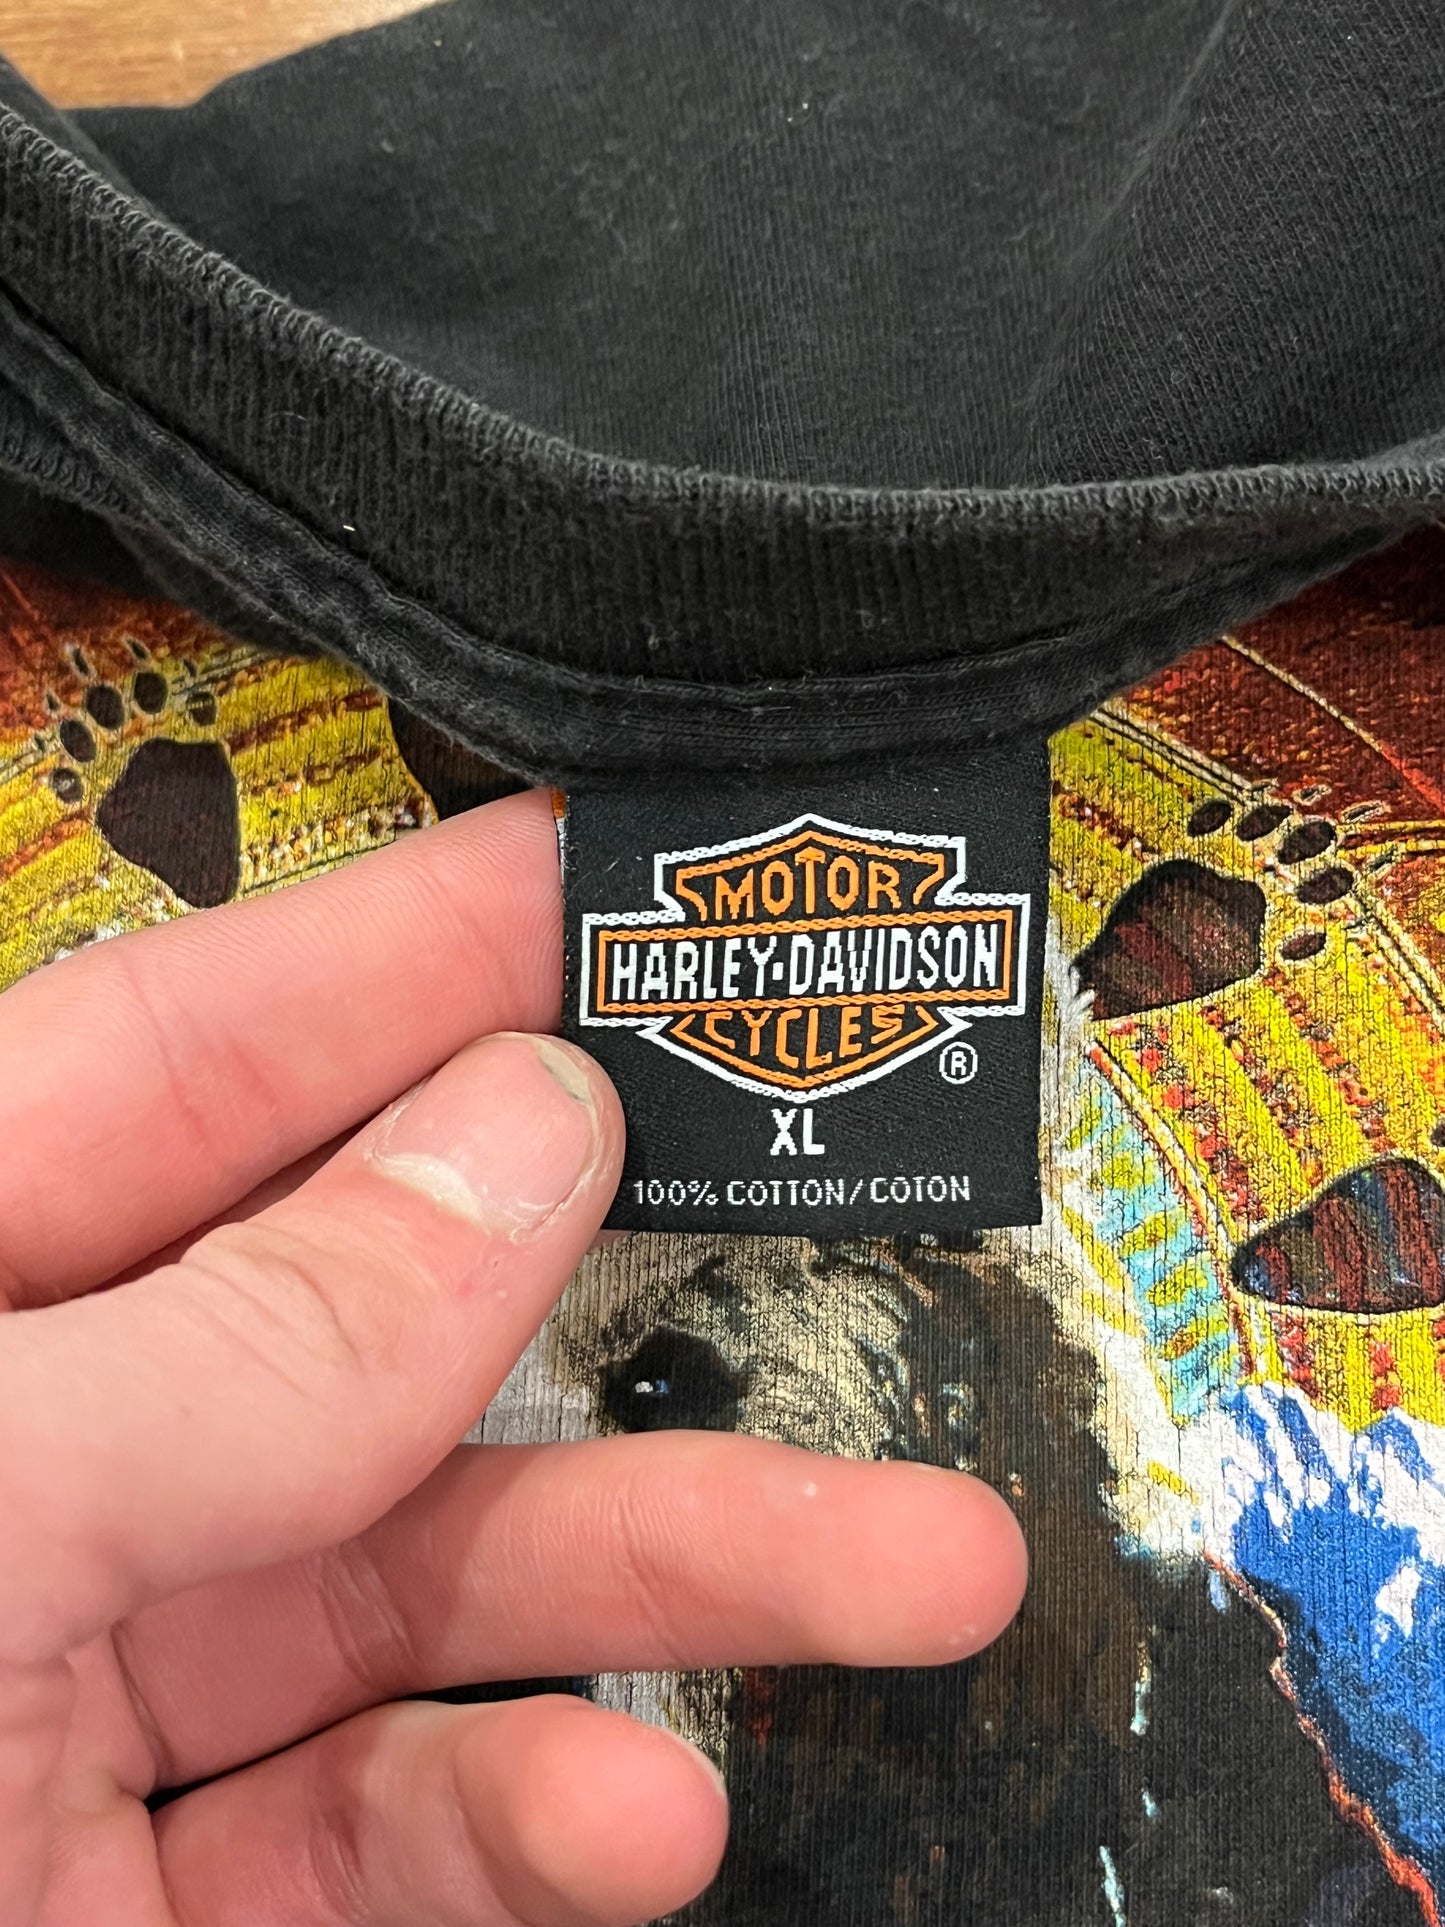 MOTOR
HARLEY-DAVIDSON
CYCLES
®
XL
100% COTTON/COTON